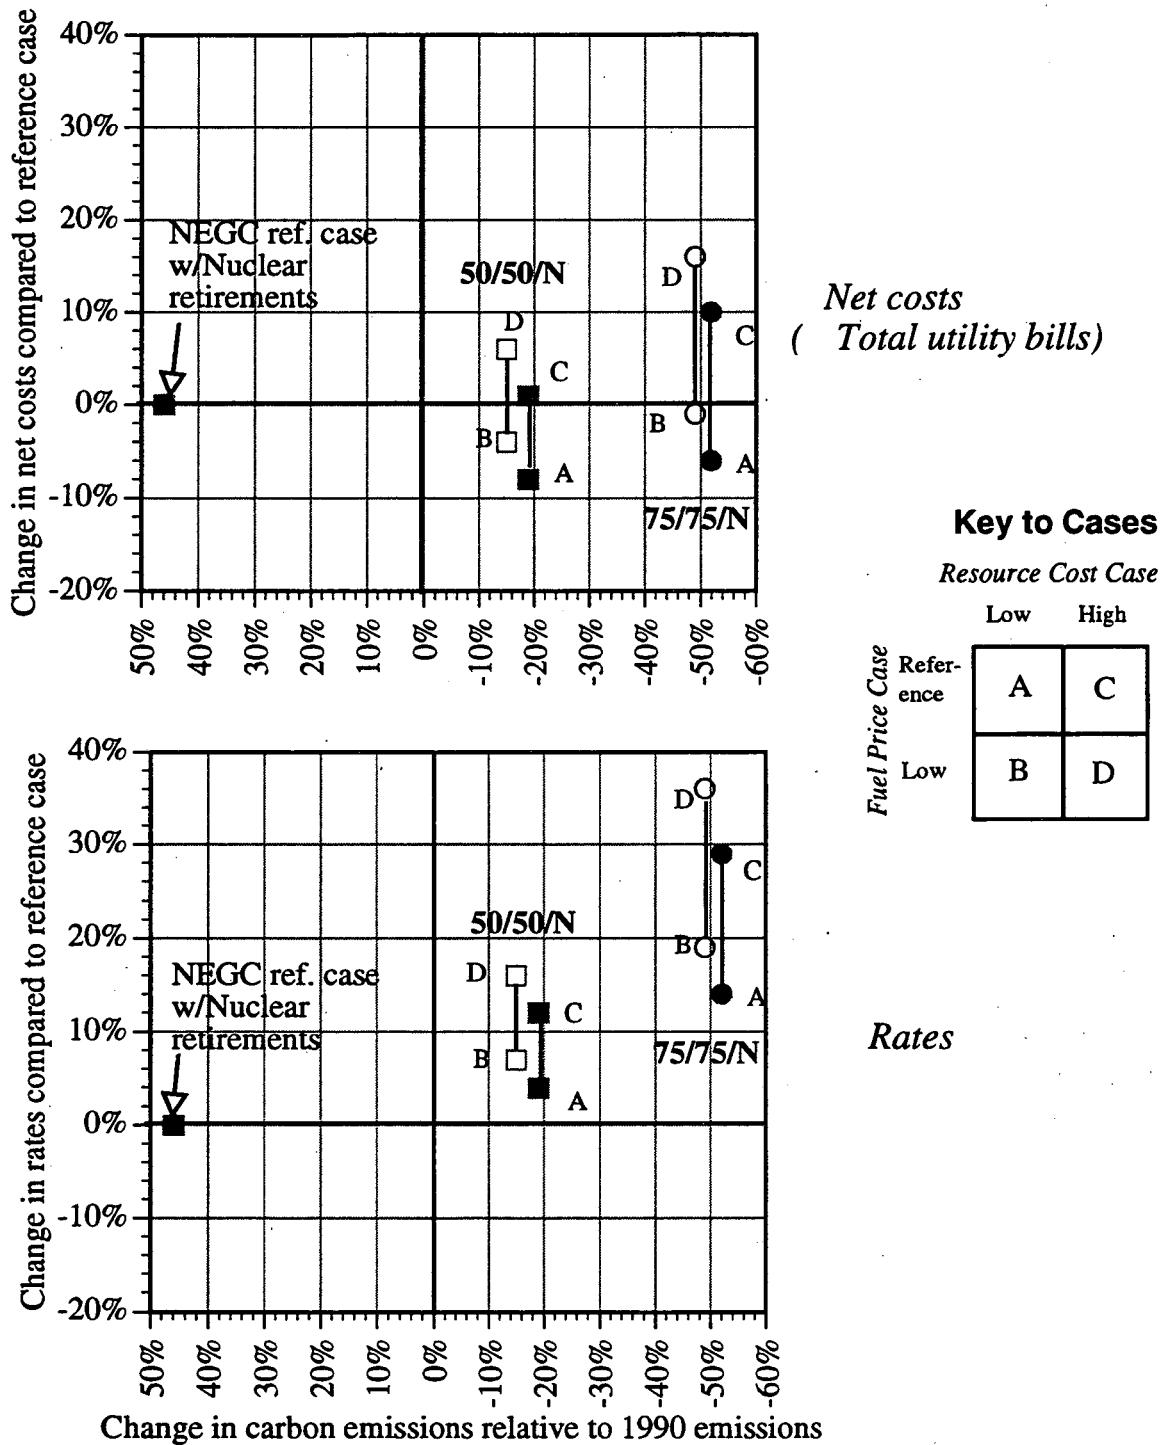 Change in net costs compared to reference case
40%
30%
20%
10%
0%
-10%
-20%
NEGC ref. case
w/Nuclear
retirements
50/50/N
D
C
B
A
D
C
B
A
75/75/N
50%
40%
30%
20%
10%
0%
-10%
-20%
-30%
-40%
-50%
-60%
Net costs
( Total utility bills)
Key to Cases
Resource Cost Case
Low High
Fuel Price Case
Refer-
ence
A C
Low B D
Change in rates compared to reference case
40%
30%
20%
10%
0%
-10%
-20%
NEGC ref. case
w/Nuclear
retirements
50/50/N
D
C
B
A
D
C
B
A
75/75/N
Rates
50%
40%
30%
20%
10%
0%
-10%
-20%
-30%
-40%
-50%
-60%
Change in carbon emissions relative to 1990 emissions